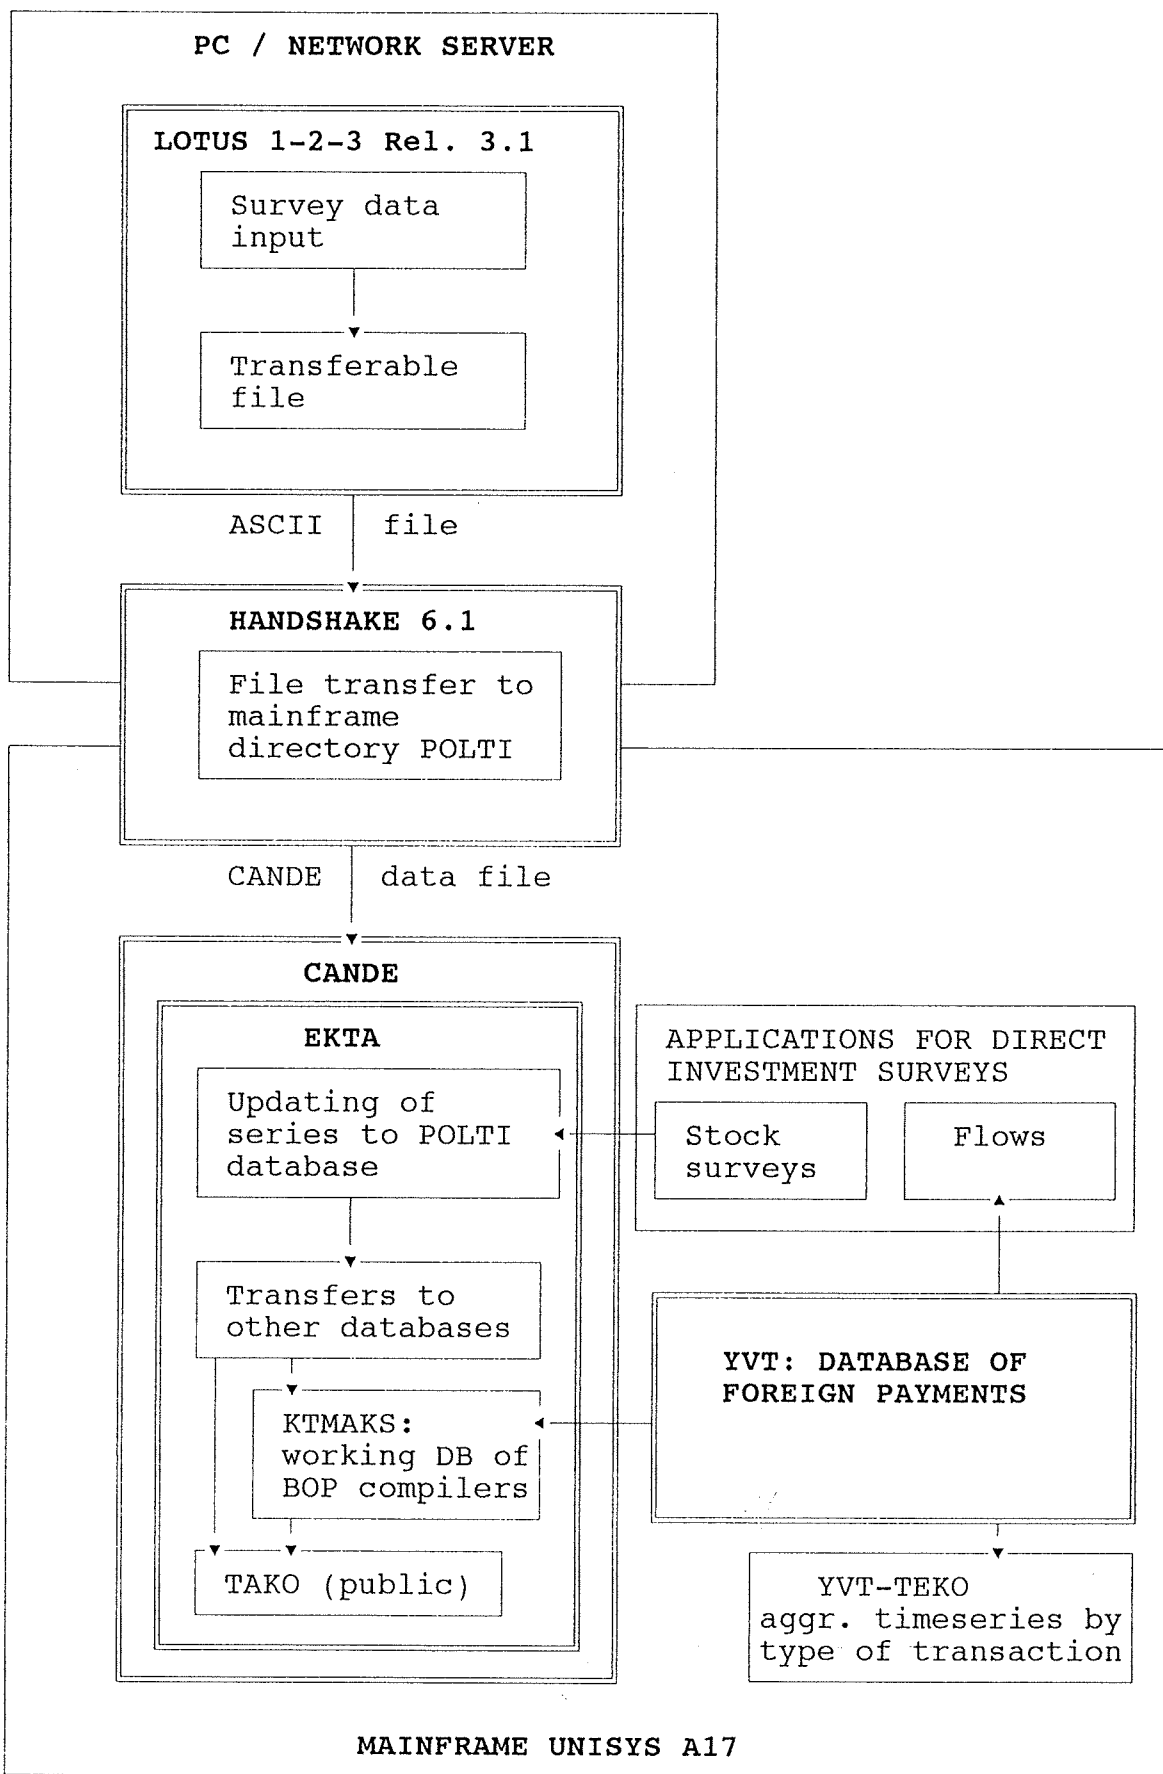 PC / NETWORK SERVER
LOTUS 1-2-3 Rel. 3.1
Survey data
input
Transferable
file
ASCII file
HANDSHAKE 6.1
File transfer to
mainframe
directory POLTI
CANDE data file
CANDE
EKTA
Updating of
series to POLTI
database
APPLICATIONS FOR DIRECT
INVESTMENT SURVEYS
Stock
surveys
Flows
Transfers to
other databases
YVT: DATABASE OF
FOREIGN PAYMENTS
KTMAKS:
working DB of
BOP compilers
TAKO (public)
YVT-TEKO
aggr. timeseries by
type of transaction
MAINFRAME UNISYS A17